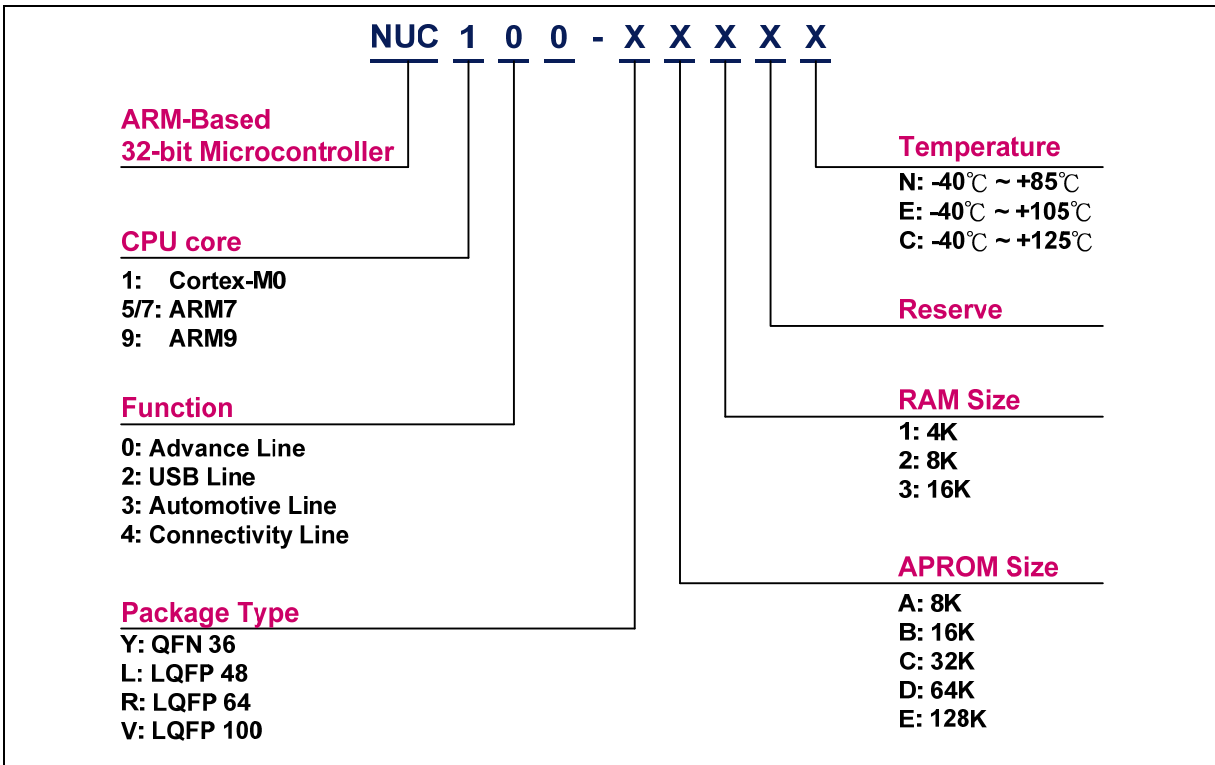 NUC 1 0 0 - X X X X X
ARM-Based
32-bit Microcontroller
CPU core
1: Cortex-M0
5/7: ARM7
9: ARM9
Function
0: Advance Line
2: USB Line
3: Automotive Line
4: Connectivity Line
Package Type
Y: QFN 36
L: LQFP 48
R: LQFP 64
V: LQFP 100
Temperature
N: -40℃ ~ +85℃
E: -40℃ ~ +105℃
C: -40℃ ~ +125℃
Reserve
RAM Size
1: 4K
2: 8K
3: 16K
APROM Size
A: 8K
B: 16K
C: 32K
D: 64K
E: 128K